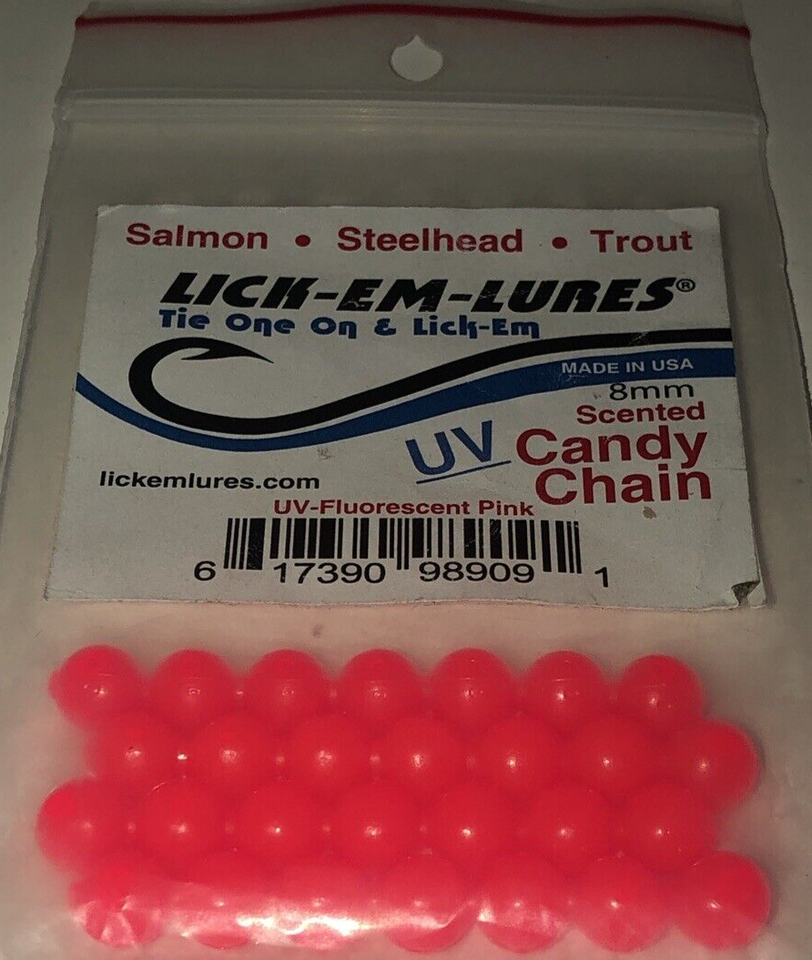 Salmon • Steelhead • Trout
LICK-EM-LURES®
Tie One On & Lick-Em
MADE IN USA
8mm
Scented
UV Candy
Chain
lickemlures.com
UV-Fluorescent Pink
6 17390 98909 1